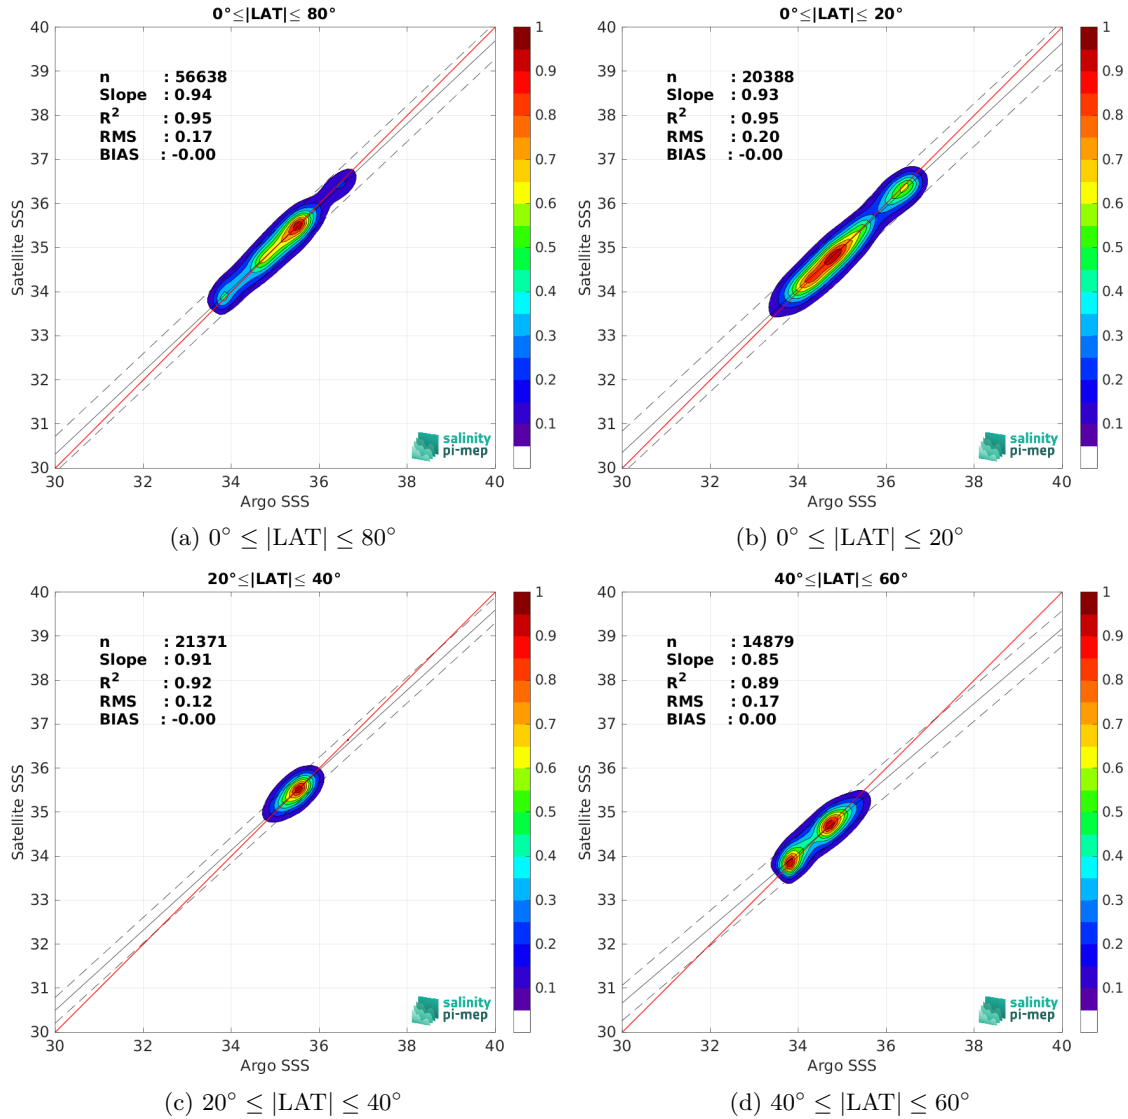 0°≤|LAT|≤ 80°
40
39
38
37
36
35
34
33
32
31
30
Satellite SSS
n : 56638
Slope : 0.94
R² : 0.95
RMS : 0.17
BIAS : -0.00
salinity
pi-mep
30 32 34 36 38 40
Argo SSS
1
0.9
0.8
0.7
0.6
0.5
0.4
0.3
0.2
0.1
(a) 0° ≤ |LAT| ≤ 80°
0°≤|LAT|≤ 20°
40
39
38
37
36
35
34
33
32
31
30
Satellite SSS
n : 20388
Slope : 0.93
R² : 0.95
RMS : 0.20
BIAS : -0.00
salinity
pi-mep
30 32 34 36 38 40
Argo SSS
1
0.9
0.8
0.7
0.6
0.5
0.4
0.3
0.2
0.1
(b) 0° ≤ |LAT| ≤ 20°
20°≤|LAT|≤ 40°
40
39
38
37
36
35
34
33
32
31
30
Satellite SSS
n : 21371
Slope : 0.91
R² : 0.92
RMS : 0.12
BIAS : -0.00
salinity
pi-mep
30 32 34 36 38 40
Argo SSS
1
0.9
0.8
0.7
0.6
0.5
0.4
0.3
0.2
0.1
(c) 20° ≤ |LAT| ≤ 40°
40°≤|LAT|≤ 60°
40
39
38
37
36
35
34
33
32
31
30
Satellite SSS
n : 14879
Slope : 0.85
R² : 0.89
RMS : 0.17
BIAS : 0.00
salinity
pi-mep
30 32 34 36 38 40
Argo SSS
1
0.9
0.8
0.7
0.6
0.5
0.4
0.3
0.2
0.1
(d) 40° ≤ |LAT| ≤ 60°